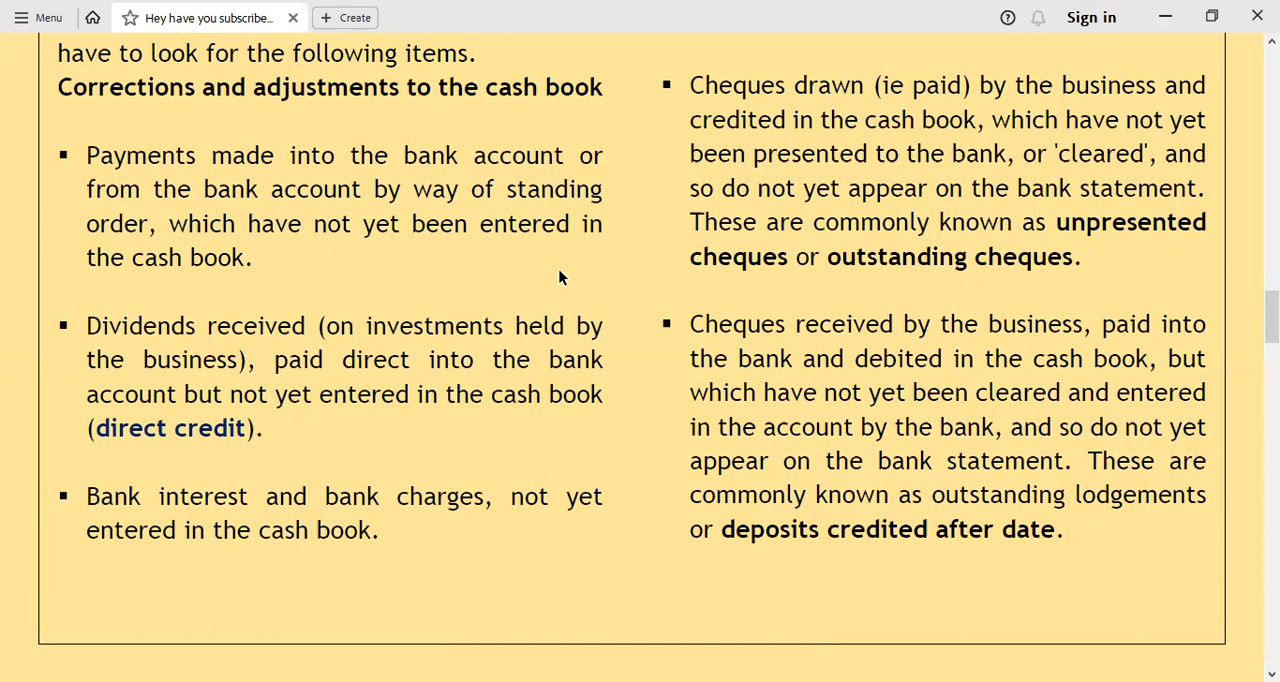 Menu
Hey have you subscribe...
Create
Sign in
have to look for the following items.
Corrections and adjustments to the cash book
▪ Payments made into the bank account or
from the bank account by way of standing
order, which have not yet been entered in
the cash book.
▪ Dividends received (on investments held by
the business), paid direct into the bank
account but not yet entered in the cash book
(direct credit).
▪ Bank interest and bank charges, not yet
entered in the cash book.
▪ Cheques drawn (ie paid) by the business and
credited in the cash book, which have not yet
been presented to the bank, or 'cleared', and
so do not yet appear on the bank statement.
These are commonly known as unpresented
cheques or outstanding cheques.
▪ Cheques received by the business, paid into
the bank and debited in the cash book, but
which have not yet been cleared and entered
in the account by the bank, and so do not yet
appear on the bank statement. These are
commonly known as outstanding lodgements
or deposits credited after date.